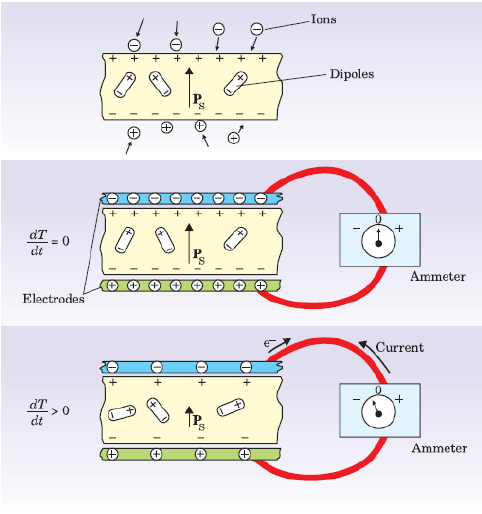 Ions
Dipoles
+ + + + + + + +
P_S
− − − − − − − −
dT/dt = 0
Electrodes
− − − − − − − −
+ + + + + + + +
P_S
− − − − − − − −
+ + + + + + + +
− 0 +
Ammeter
dT/dt > 0
e⁻
Current
− − − −
+ + + +
P_S
− − − −
+ + + +
− 0 +
Ammeter